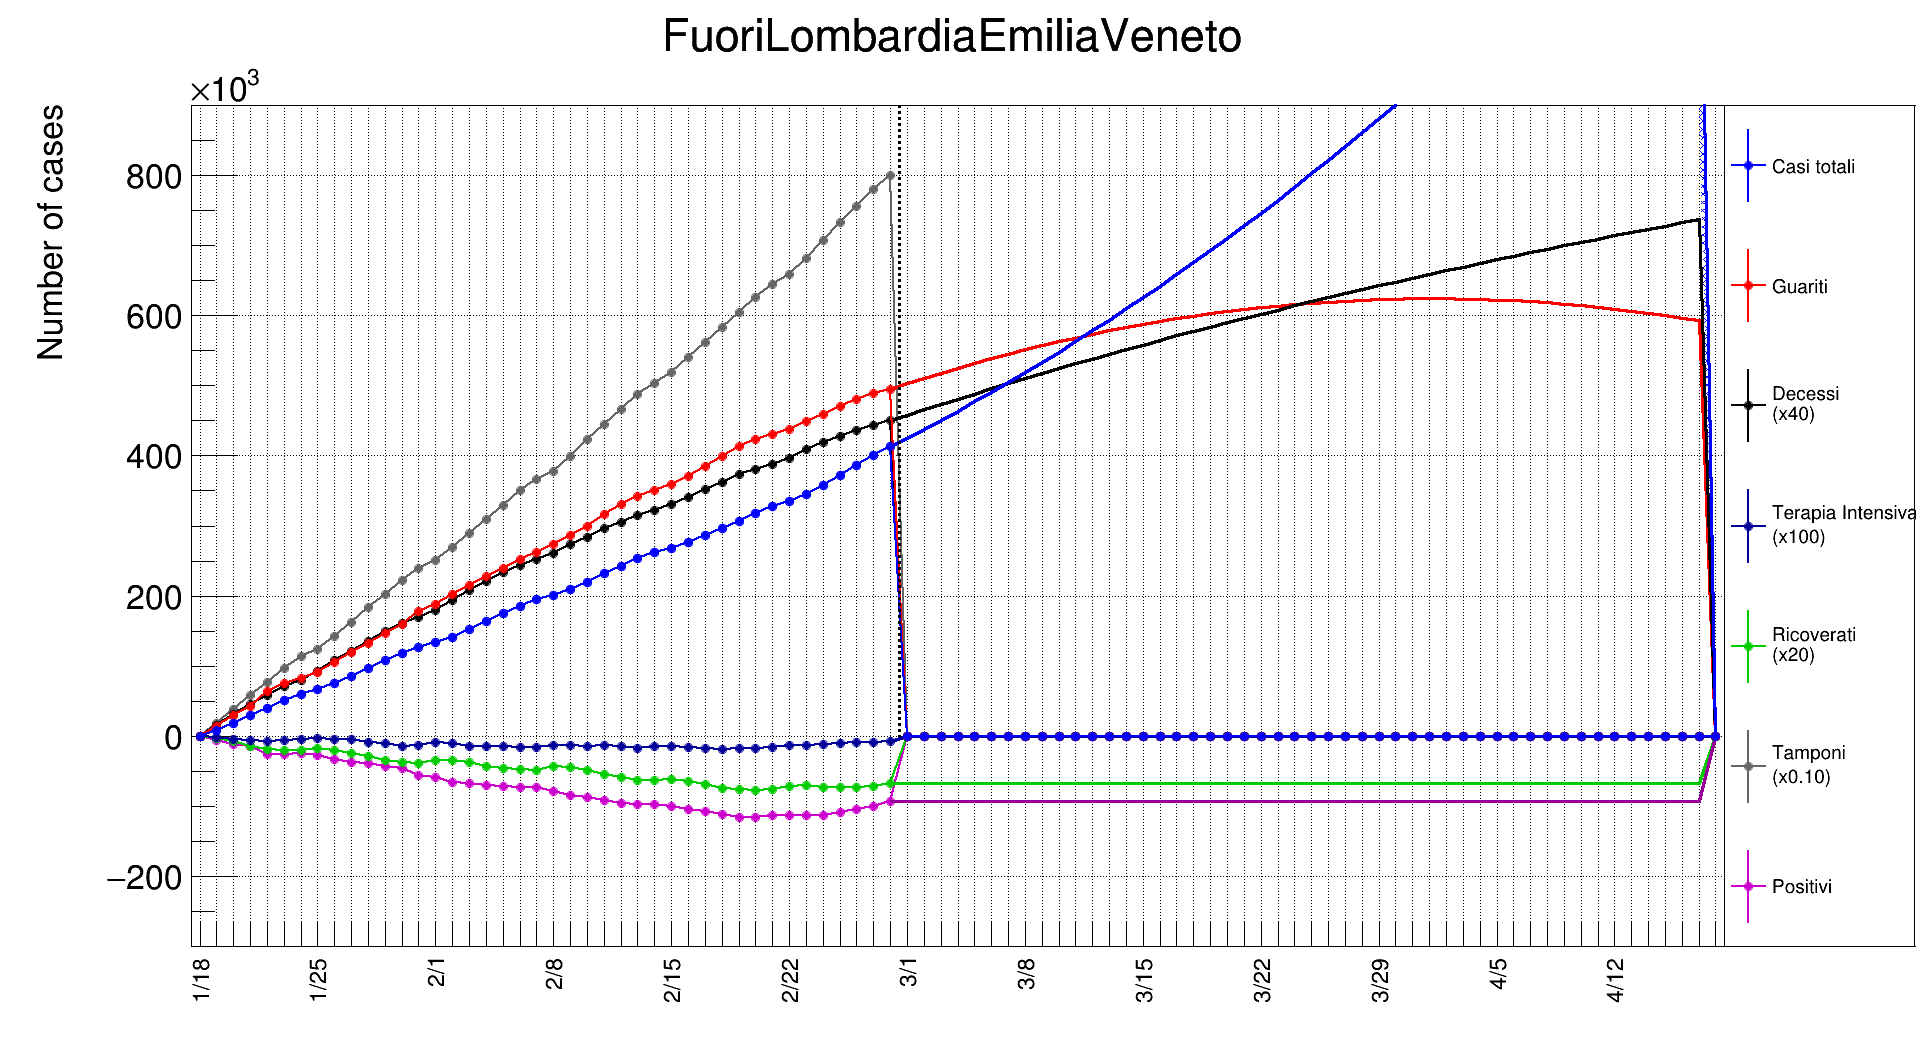 FuoriLombardiaEmiliaVeneto
×10³
Number of cases
800
600
400
200
0
−200
1/18
1/25
2/1
2/8
2/15
2/22
3/1
3/8
3/15
3/22
3/29
4/5
4/12
Casi totali
Guariti
Decessi
(x40)
Terapia Intensiva
(x100)
Ricoverati
(x20)
Tamponi
(x0.10)
Positivi